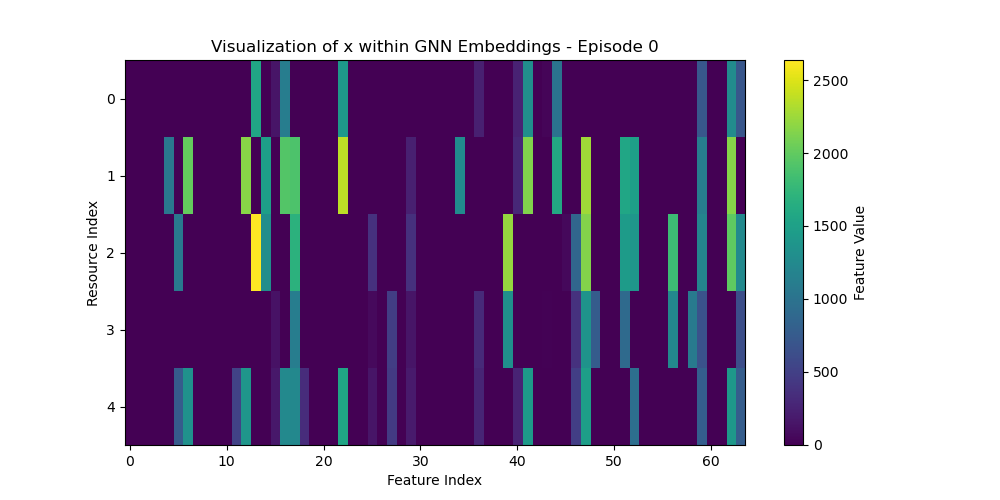 Visualization of x within GNN Embeddings - Episode 0
Resource Index
0
1
2
3
4
0 10 20 30 40 50 60
Feature Index
2500
2000
1500
1000
500
0
Feature Value